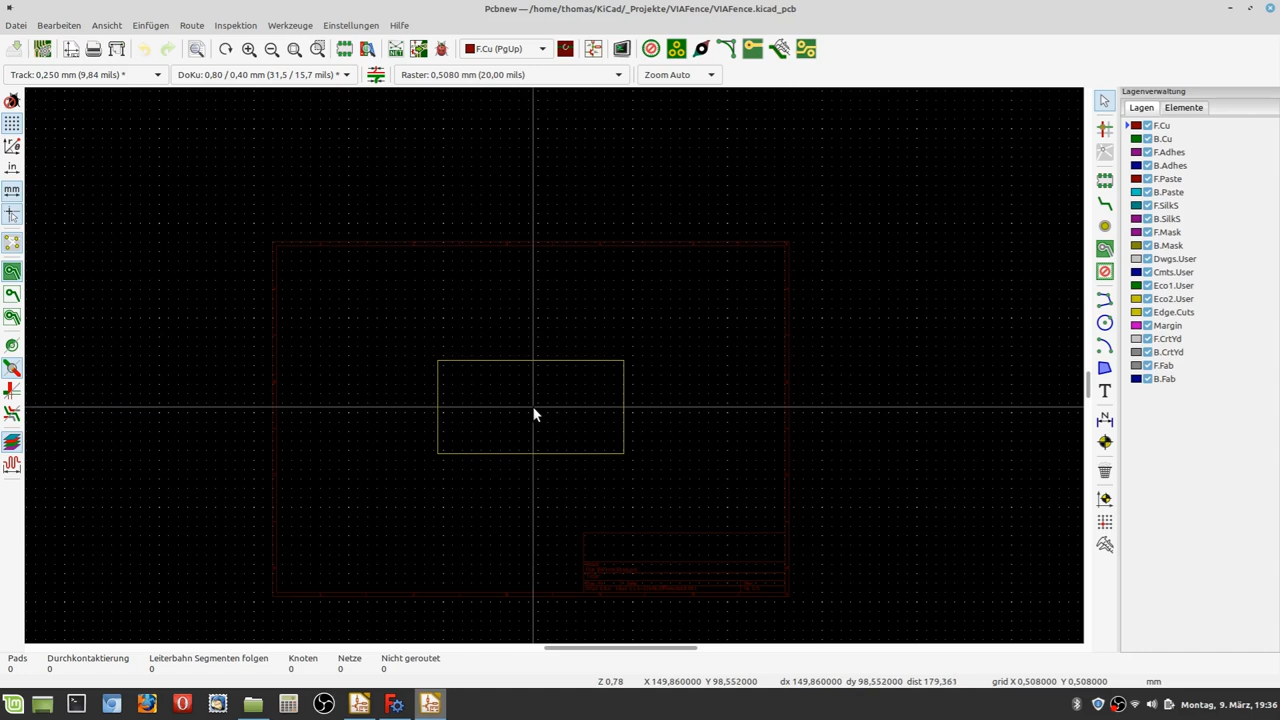 Pcbnew — /home/thomas/KiCad/_Projekte/VIAFence/VIAFence.kicad_pcb
Datei Bearbeiten Ansicht Einfügen Route Inspektion Werkzeuge Einstellungen Hilfe
NET
F.Cu (PgUp)
Track: 0,250 mm (9,84 mils) *
DoKu: 0,80 / 0,40 mm (31,5 / 15,7 mils) *
Raster: 0,5080 mm (20,00 mils)
Zoom Auto
in
mm
Lagenverwaltung
Lagen Elemente
F.Cu
B.Cu
F.Adhes
B.Adhes
F.Paste
B.Paste
F.SilkS
B.SilkS
F.Mask
B.Mask
Dwgs.User
Cmts.User
Eco1.User
Eco2.User
Edge.Cuts
Margin
F.CrtYd
B.CrtYd
F.Fab
B.Fab
Pads Durchkontaktierung Leiterbahn Segmenten folgen Knoten Netze Nicht geroutet
0 0 0 0 0 0
Z 0,78 X 149,860000 Y 98,552000 dx 149,860000 dy 98,552000 dist 179,361 grid X 0,508000 Y 0,508000 mm
Montag, 9. März, 19:36